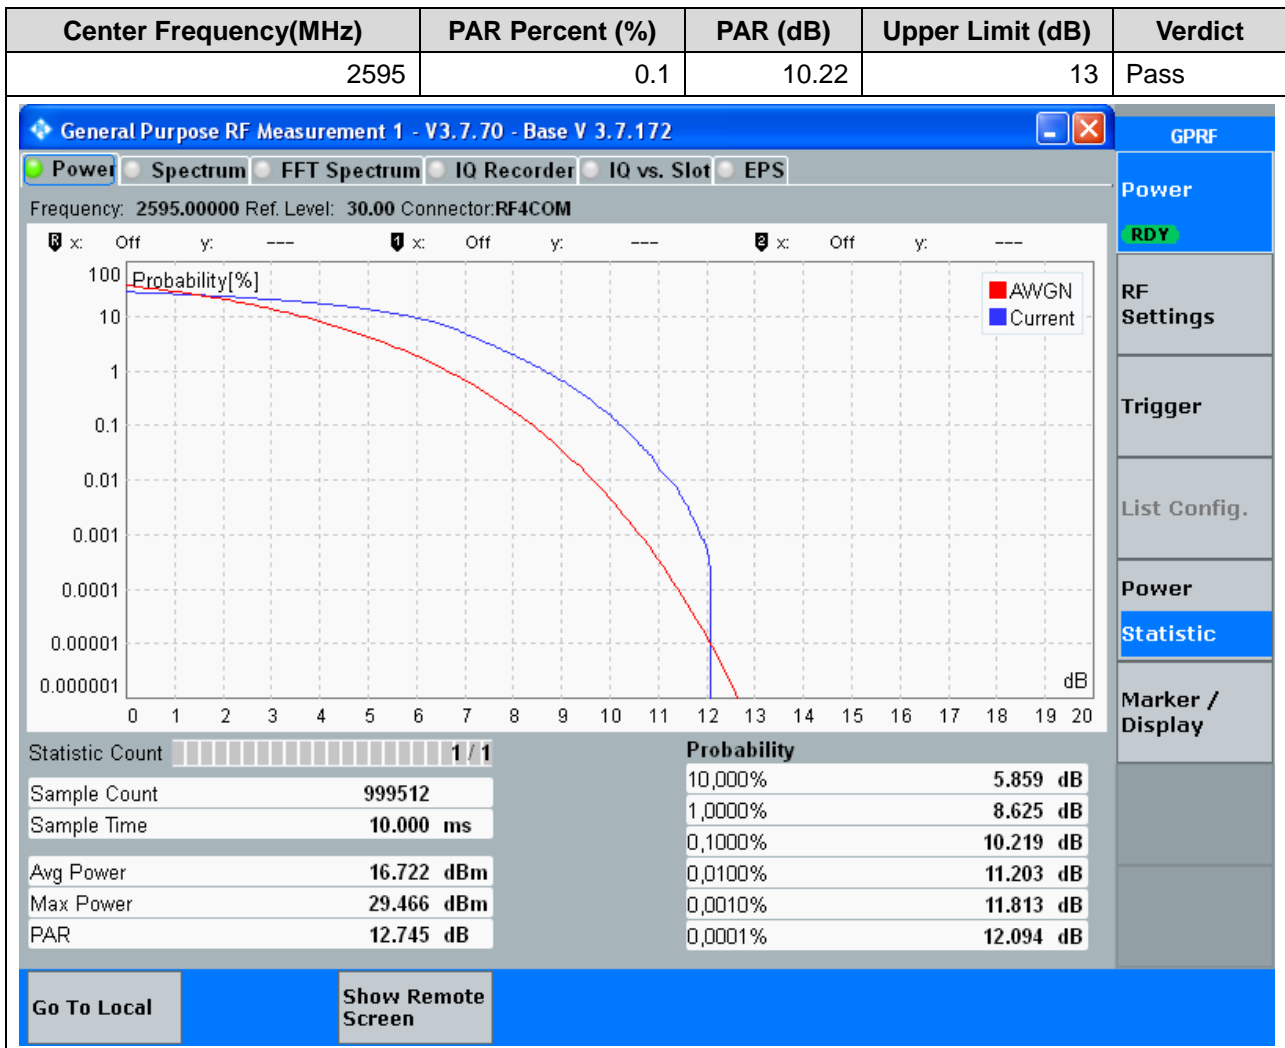 Center Frequency(MHz) PAR Percent (%) PAR (dB) Upper Limit (dB) Verdict
2595 0.1 10.22 13 Pass
General Purpose RF Measurement 1 - V3.7.70 - Base V 3.7.172
GPRF
Power Spectrum FFT Spectrum IQ Recorder IQ vs. Slot EPS
Power
RDY
Frequency: 2595.00000 Ref. Level: 30.00 Connector:RF4COM
R x: Off y: --- 1 x: Off y: --- 2 x: Off y: ---
Probability[%]
100
10
1
0.1
0.01
0.001
0.0001
0.00001
0.000001
AWGN
Current
dB
0 1 2 3 4 5 6 7 8 9 10 11 12 13 14 15 16 17 18 19 20
RF
Settings
Trigger
List Config.
Power
Statistic
Marker /
Display
Statistic Count 1 / 1
Sample Count 999512
Sample Time 10.000 ms
Avg Power 16.722 dBm
Max Power 29.466 dBm
PAR 12.745 dB
Probability
10,000% 5.859 dB
1,0000% 8.625 dB
0,1000% 10.219 dB
0,0100% 11.203 dB
0,0010% 11.813 dB
0,0001% 12.094 dB
Go To Local
Show Remote
Screen